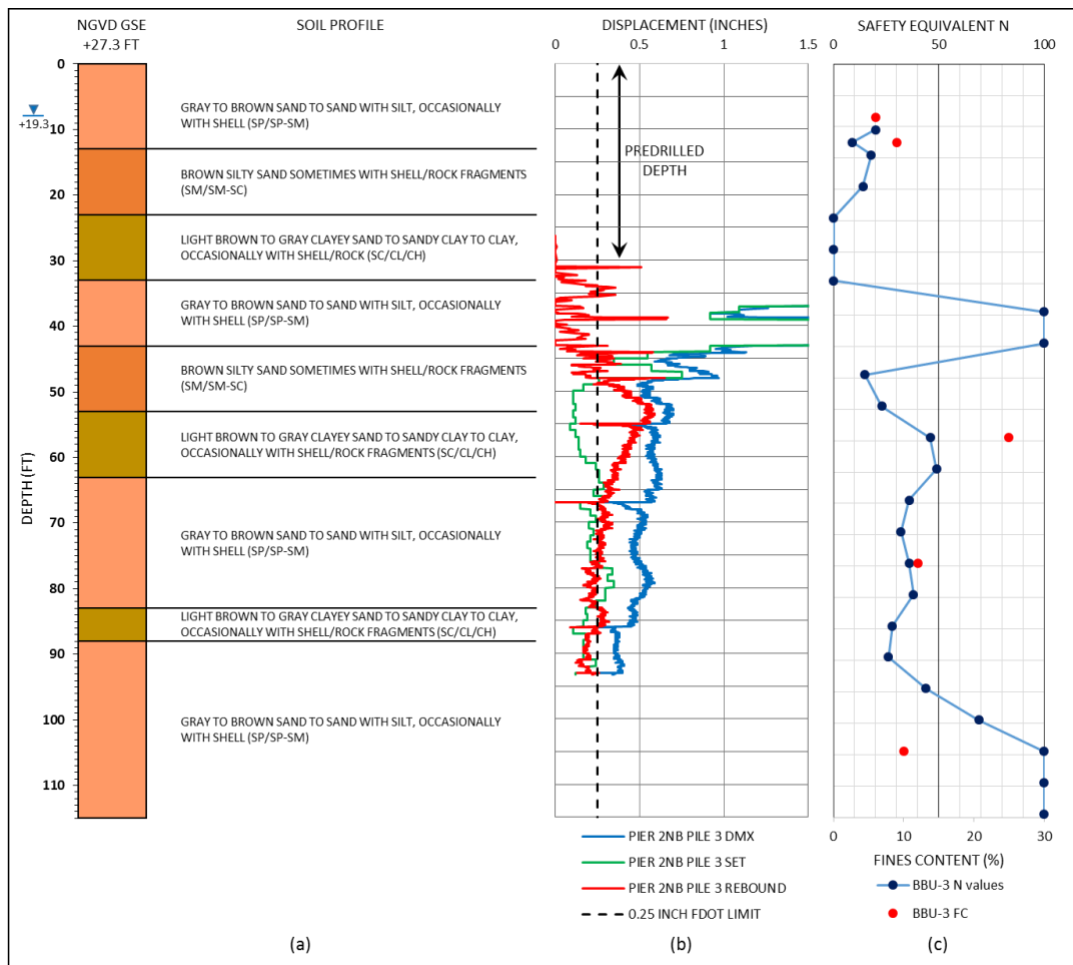 NGVD GSE
+27.3 FT
SOIL PROFILE
DISPLACEMENT (INCHES)
0 0.5 1 1.5
SAFETY EQUIVALENT N
0 50 100
DEPTH (FT)
0
10
20
30
40
50
60
70
80
90
100
110
+19.3
GRAY TO BROWN SAND TO SAND WITH SILT, OCCASIONALLY
WITH SHELL (SP/SP-SM)
BROWN SILTY SAND SOMETIMES WITH SHELL/ROCK FRAGMENTS
(SM/SM-SC)
LIGHT BROWN TO GRAY CLAYEY SAND TO SANDY CLAY TO CLAY,
OCCASIONALLY WITH SHELL/ROCK (SC/CL/CH)
GRAY TO BROWN SAND TO SAND WITH SILT, OCCASIONALLY
WITH SHELL (SP/SP-SM)
BROWN SILTY SAND SOMETIMES WITH SHELL/ROCK FRAGMENTS
(SM/SM-SC)
LIGHT BROWN TO GRAY CLAYEY SAND TO SANDY CLAY TO CLAY,
OCCASIONALLY WITH SHELL/ROCK FRAGMENTS (SC/CL/CH)
GRAY TO BROWN SAND TO SAND WITH SILT, OCCASIONALLY
WITH SHELL (SP/SP-SM)
LIGHT BROWN TO GRAY CLAYEY SAND TO SANDY CLAY TO CLAY,
OCCASIONALLY WITH SHELL/ROCK FRAGMENTS (SC/CL/CH)
GRAY TO BROWN SAND TO SAND WITH SILT, OCCASIONALLY
WITH SHELL (SP/SP-SM)
PREDRILLED
DEPTH
PIER 2NB PILE 3 DMX
PIER 2NB PILE 3 SET
PIER 2NB PILE 3 REBOUND
0.25 INCH FDOT LIMIT
0 10 20 30
FINES CONTENT (%)
BBU-3 N values
BBU-3 FC
(a)
(b)
(c)